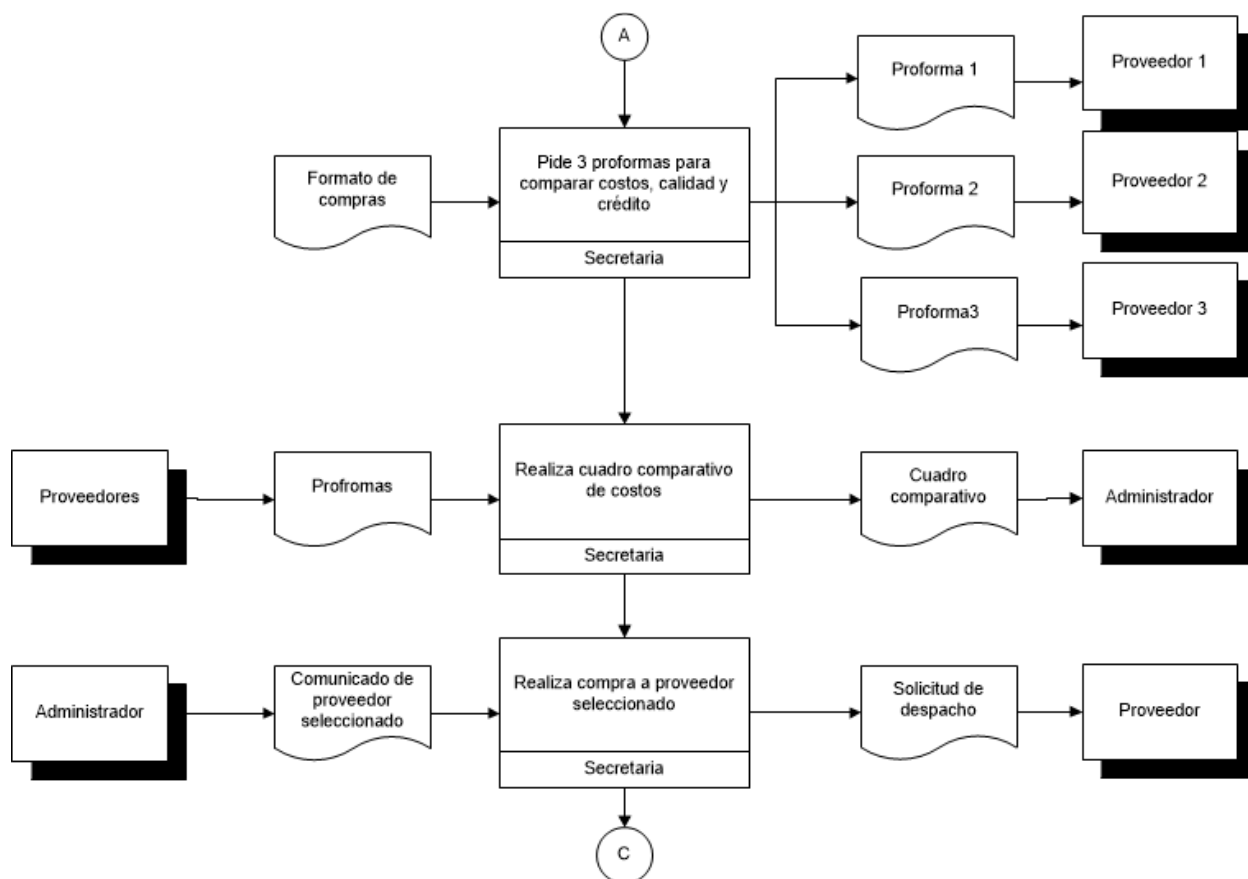 A
Pide 3 proformas para
comparar costos, calidad y
crédito
Secretaria
Formato de
compras
Proforma 1
Proveedor 1
Proforma 2
Proveedor 2
Proforma3
Proveedor 3
Proveedores
Profromas
Realiza cuadro comparativo
de costos
Secretaria
Cuadro
comparativo
Administrador
Administrador
Comunicado de
proveedor
seleccionado
Realiza compra a proveedor
seleccionado
Secretaria
Solicitud de
despacho
Proveedor
C